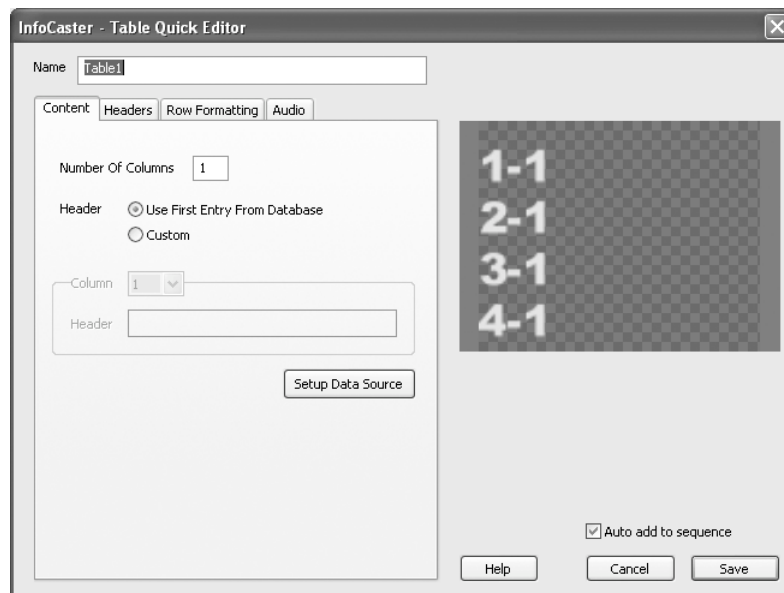 InfoCaster - Table Quick Editor
Name Table1
Content Headers Row Formatting Audio
Number Of Columns 1
Header Use First Entry From Database
Custom
Column 1
Header
Setup Data Source
1-1
2-1
3-1
4-1
Auto add to sequence
Help Cancel Save